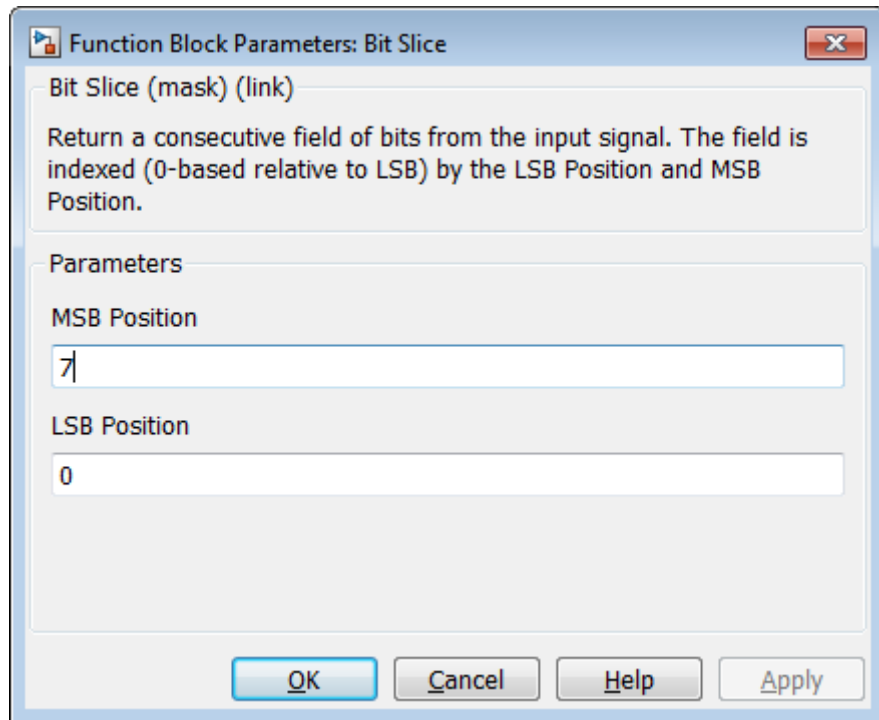 Function Block Parameters: Bit Slice
Bit Slice (mask) (link)
Return a consecutive field of bits from the input signal. The field is
indexed (0-based relative to LSB) by the LSB Position and MSB
Position.
Parameters
MSB Position
7
LSB Position
0
OK Cancel Help Apply